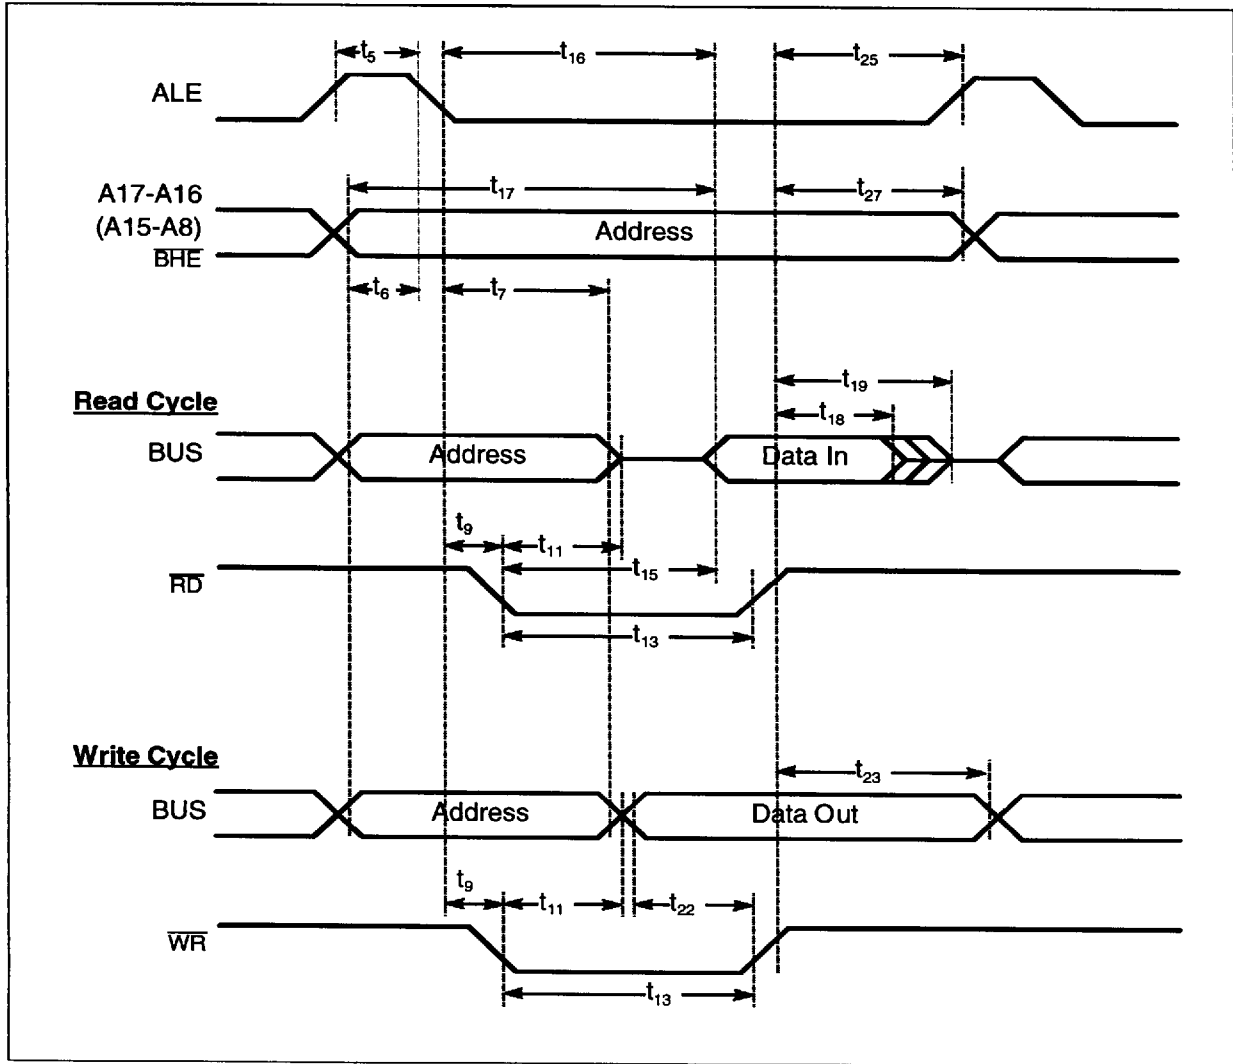 t5 t16 t25
ALE
A17-A16
(A15-A8)
BHE
t17 t27
Address
t6 t7
t19
t18
Read Cycle
BUS Address Data In
t9 t11
t15
RD
t13
Write Cycle
t23
BUS Address Data Out
t9 t11 t22
WR
t13